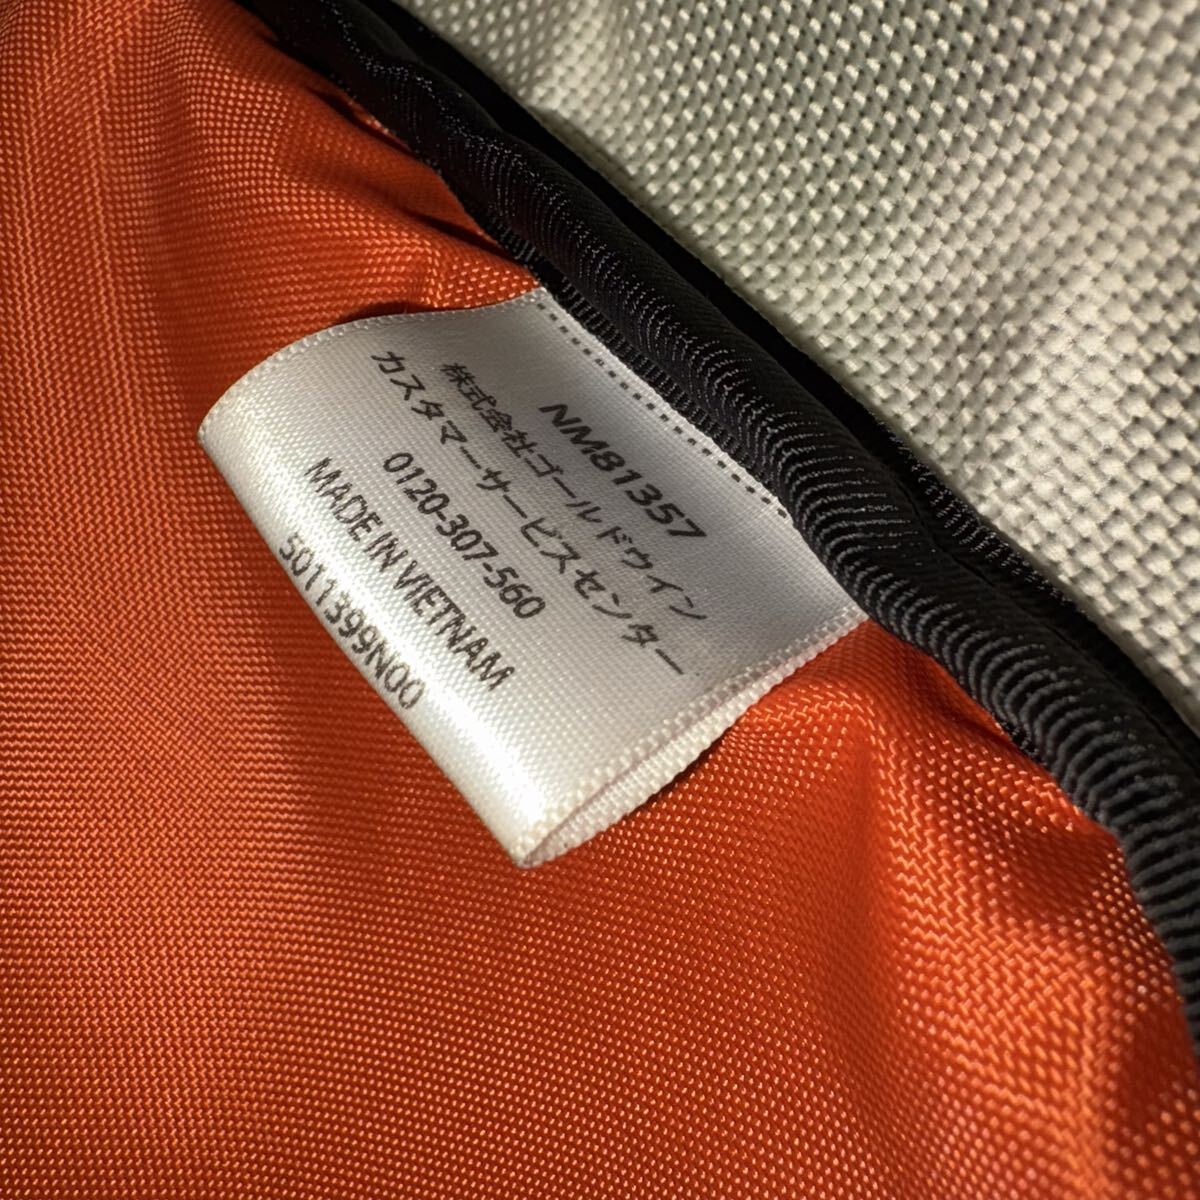 NM81357
株式会社ゴールドウイン
カスタマーサービスセンター
0120-307-560
MADE IN VIETNAM
5011399N00